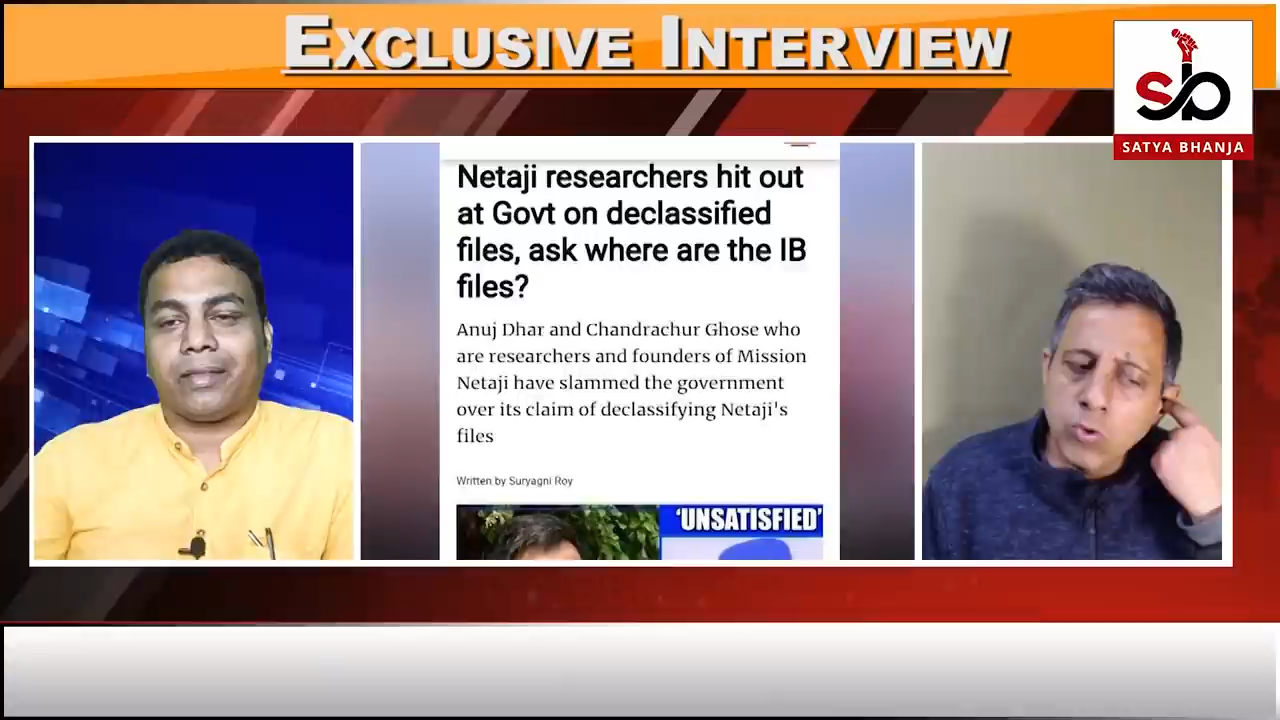 EXCLUSIVE INTERVIEW
sb
SATYA BHANJA
Netaji researchers hit out
at Govt on declassified
files, ask where are the IB
files?
Anuj Dhar and Chandrachur Ghose who
are researchers and founders of Mission
Netaji have slammed the government
over its claim of declassifying Netaji's
files
Written by Suryagni Roy
'UNSATISFIED'